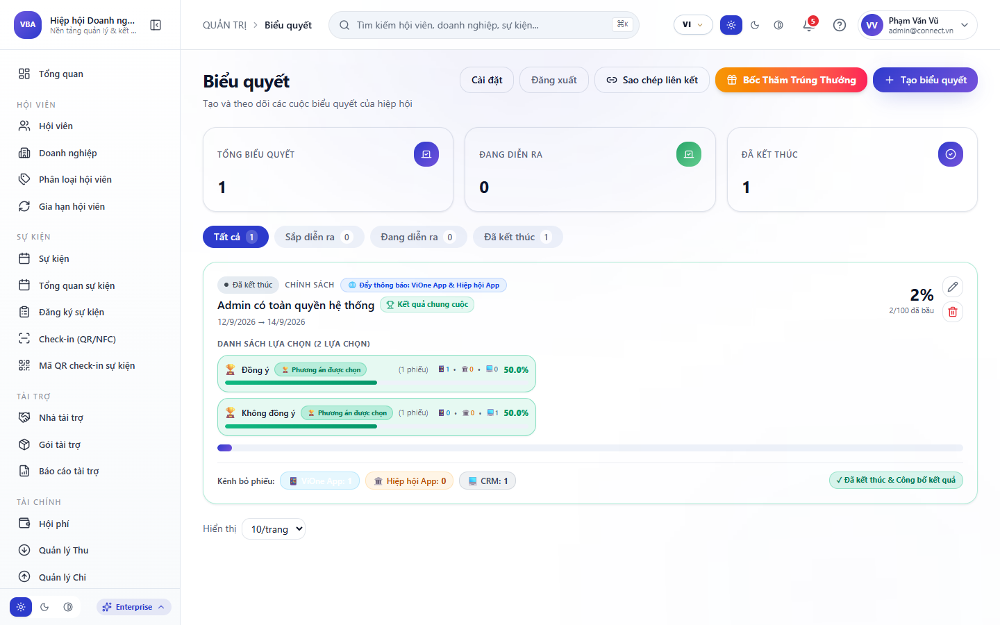 VBA
Hiệp hội Doanh ng...
Nền tảng quản lý & kết ...
QUẢN TRỊ > Biểu quyết
Tìm kiếm hội viên, doanh nghiệp, sự kiện...
⌘K
VI
5
VV
Phạm Văn Vũ
admin@connect.vn
Tổng quan
HỘI VIÊN
Hội viên
Doanh nghiệp
Phân loại hội viên
Gia hạn hội viên
SỰ KIỆN
Sự kiện
Tổng quan sự kiện
Đăng ký sự kiện
Check-in (QR/NFC)
Mã QR check-in sự kiện
TÀI TRỢ
Nhà tài trợ
Gói tài trợ
Báo cáo tài trợ
TÀI CHÍNH
Hội phí
Quản lý Thu
Quản lý Chi
Enterprise
Biểu quyết
Tạo và theo dõi các cuộc biểu quyết của hiệp hội
Cài đặt
Đăng xuất
Sao chép liên kết
Bốc Thăm Trúng Thưởng
Tạo biểu quyết
TỔNG BIỂU QUYẾT
1
ĐANG DIỄN RA
0
ĐÃ KẾT THÚC
1
Tất cả 1
Sắp diễn ra 0
Đang diễn ra 0
Đã kết thúc 1
Đã kết thúc CHÍNH SÁCH Đẩy thông báo: ViOne App & Hiệp hội App
Admin có toàn quyền hệ thống Kết quả chung cuộc
12/9/2026 → 14/9/2026
2%
2/100 đã bầu
DANH SÁCH LỰA CHỌN (2 LỰA CHỌN)
Đồng ý Phương án được chọn (1 phiếu) 1 • 0 • 0 50.0%
Không đồng ý Phương án được chọn (1 phiếu) 0 • 0 • 1 50.0%
Kênh bỏ phiếu: ViOne App: 1 Hiệp hội App: 0 CRM: 1
✓ Đã kết thúc & Công bố kết quả
Hiển thị 10/trang